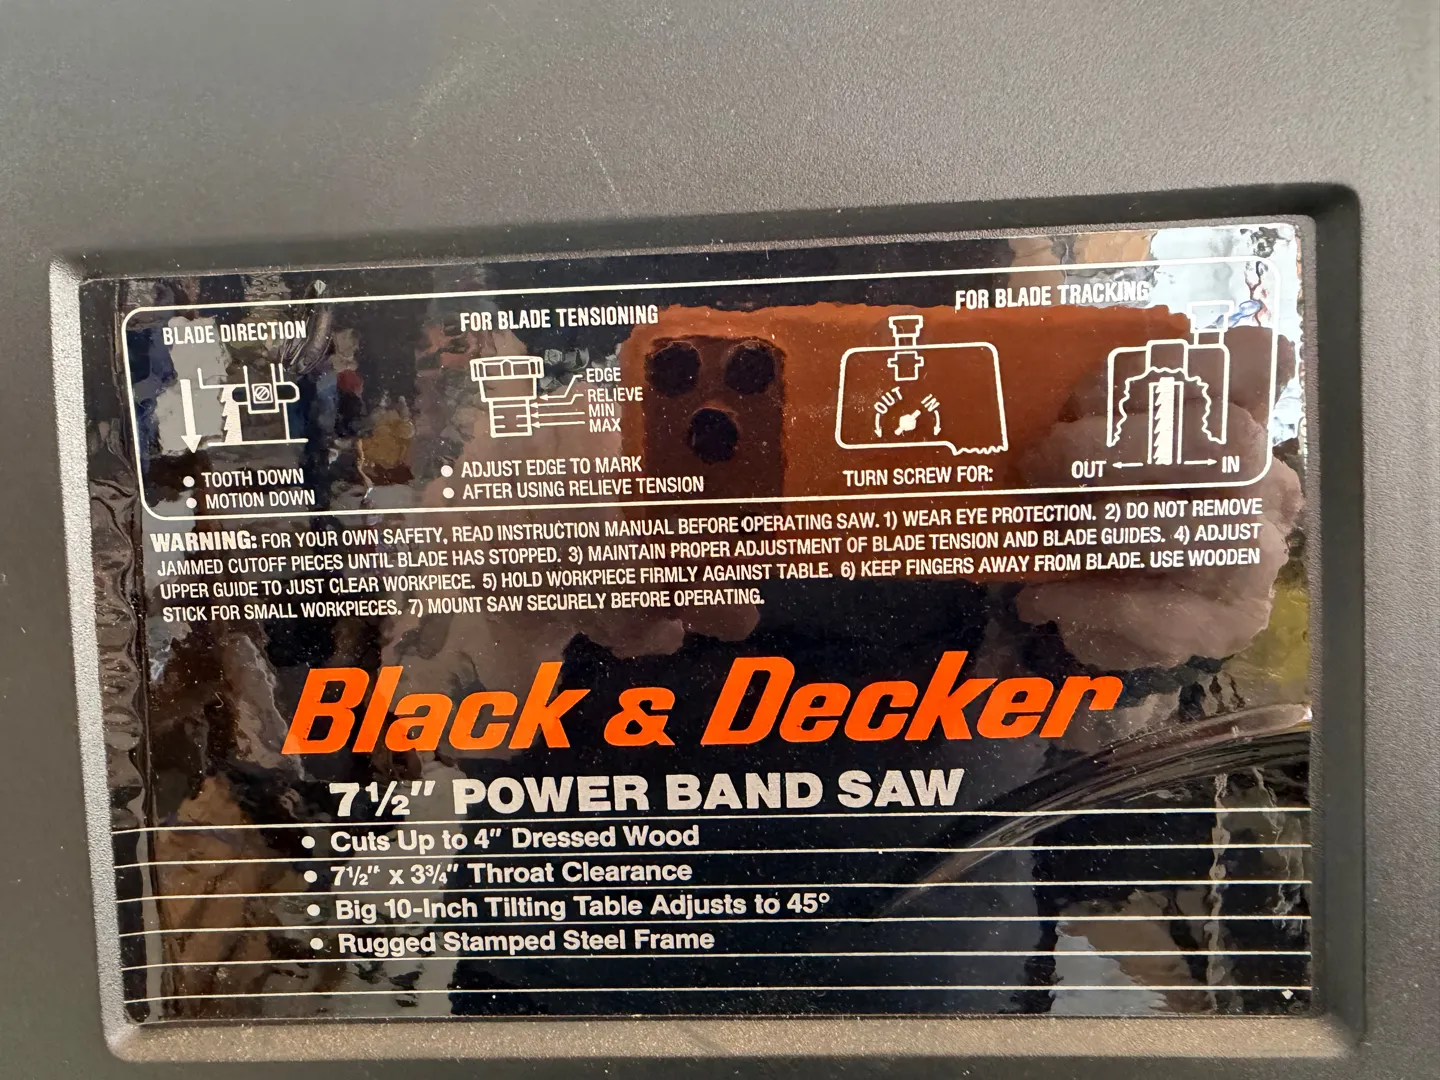 BLADE DIRECTION
● TOOTH DOWN
● MOTION DOWN
FOR BLADE TENSIONING
EDGE
RELIEVE
MIN
MAX
● ADJUST EDGE TO MARK
● AFTER USING RELIEVE TENSION
FOR BLADE TRACKING
OUT IN
TURN SCREW FOR:
OUT IN
WARNING: FOR YOUR OWN SAFETY, READ INSTRUCTION MANUAL BEFORE OPERATING SAW. 1) WEAR EYE PROTECTION. 2) DO NOT REMOVE
JAMMED CUTOFF PIECES UNTIL BLADE HAS STOPPED. 3) MAINTAIN PROPER ADJUSTMENT OF BLADE TENSION AND BLADE GUIDES. 4) ADJUST
UPPER GUIDE TO JUST CLEAR WORKPIECE. 5) HOLD WORKPIECE FIRMLY AGAINST TABLE. 6) KEEP FINGERS AWAY FROM BLADE. USE WOODEN
STICK FOR SMALL WORKPIECES. 7) MOUNT SAW SECURELY BEFORE OPERATING.
Black & Decker
7½" POWER BAND SAW
● Cuts Up to 4" Dressed Wood
● 7½" x 3¾" Throat Clearance
● Big 10-Inch Tilting Table Adjusts to 45°
● Rugged Stamped Steel Frame